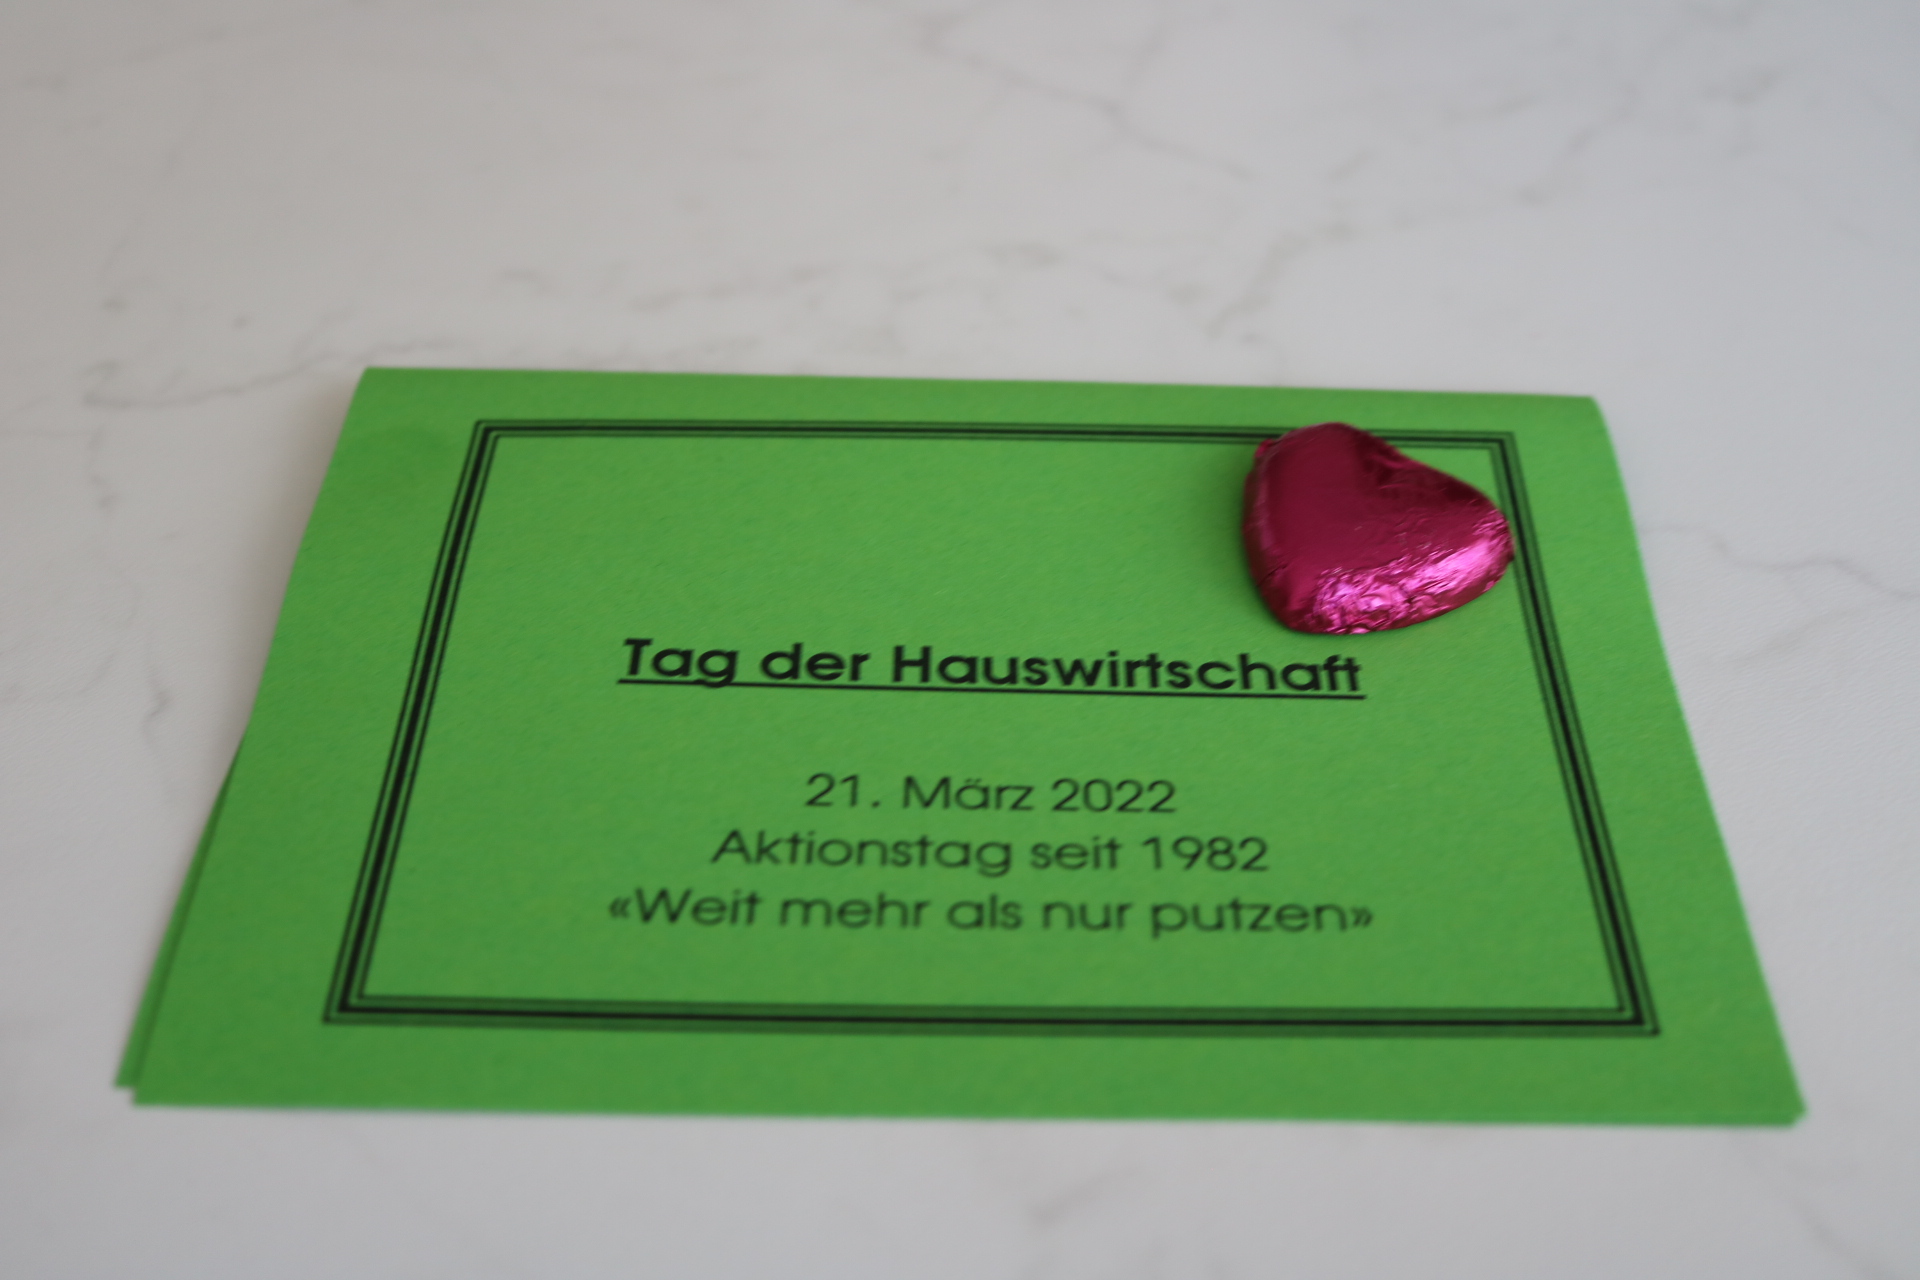 Tag der Hauswirtschaft
21. März 2022
Aktionstag seit 1982
«Weit mehr als nur putzen»